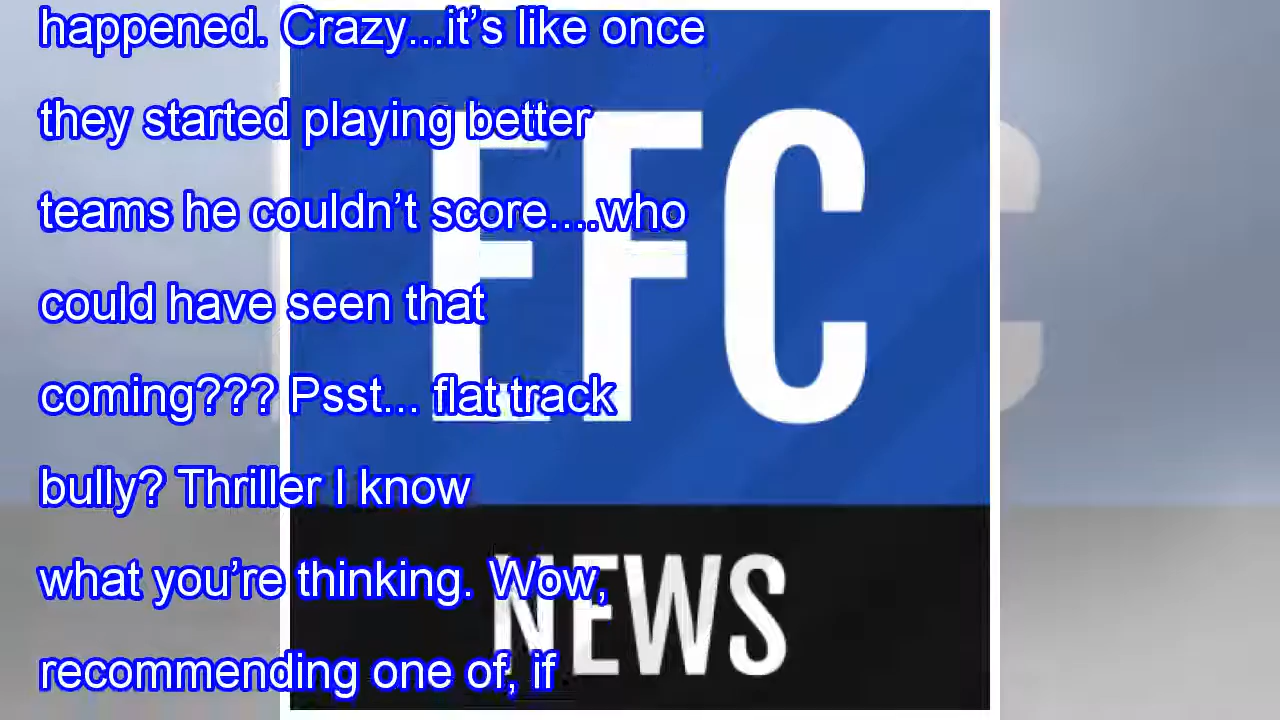 happened. Crazy...it’s like once
they started playing better
teams he couldn’t score....who
could have seen that
coming??? Psst... flat track
bully? Thriller I know
what you’re thinking. Wow,
recommending one of, if
EFC
NEWS